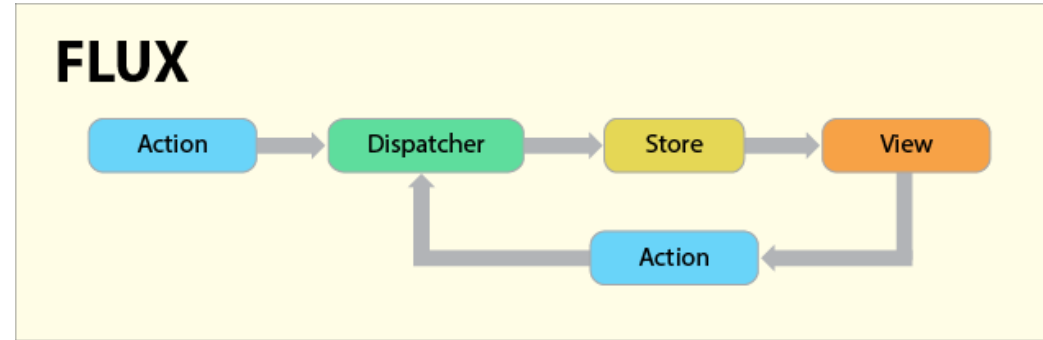 FLUX
Action
Dispatcher
Store
View
Action